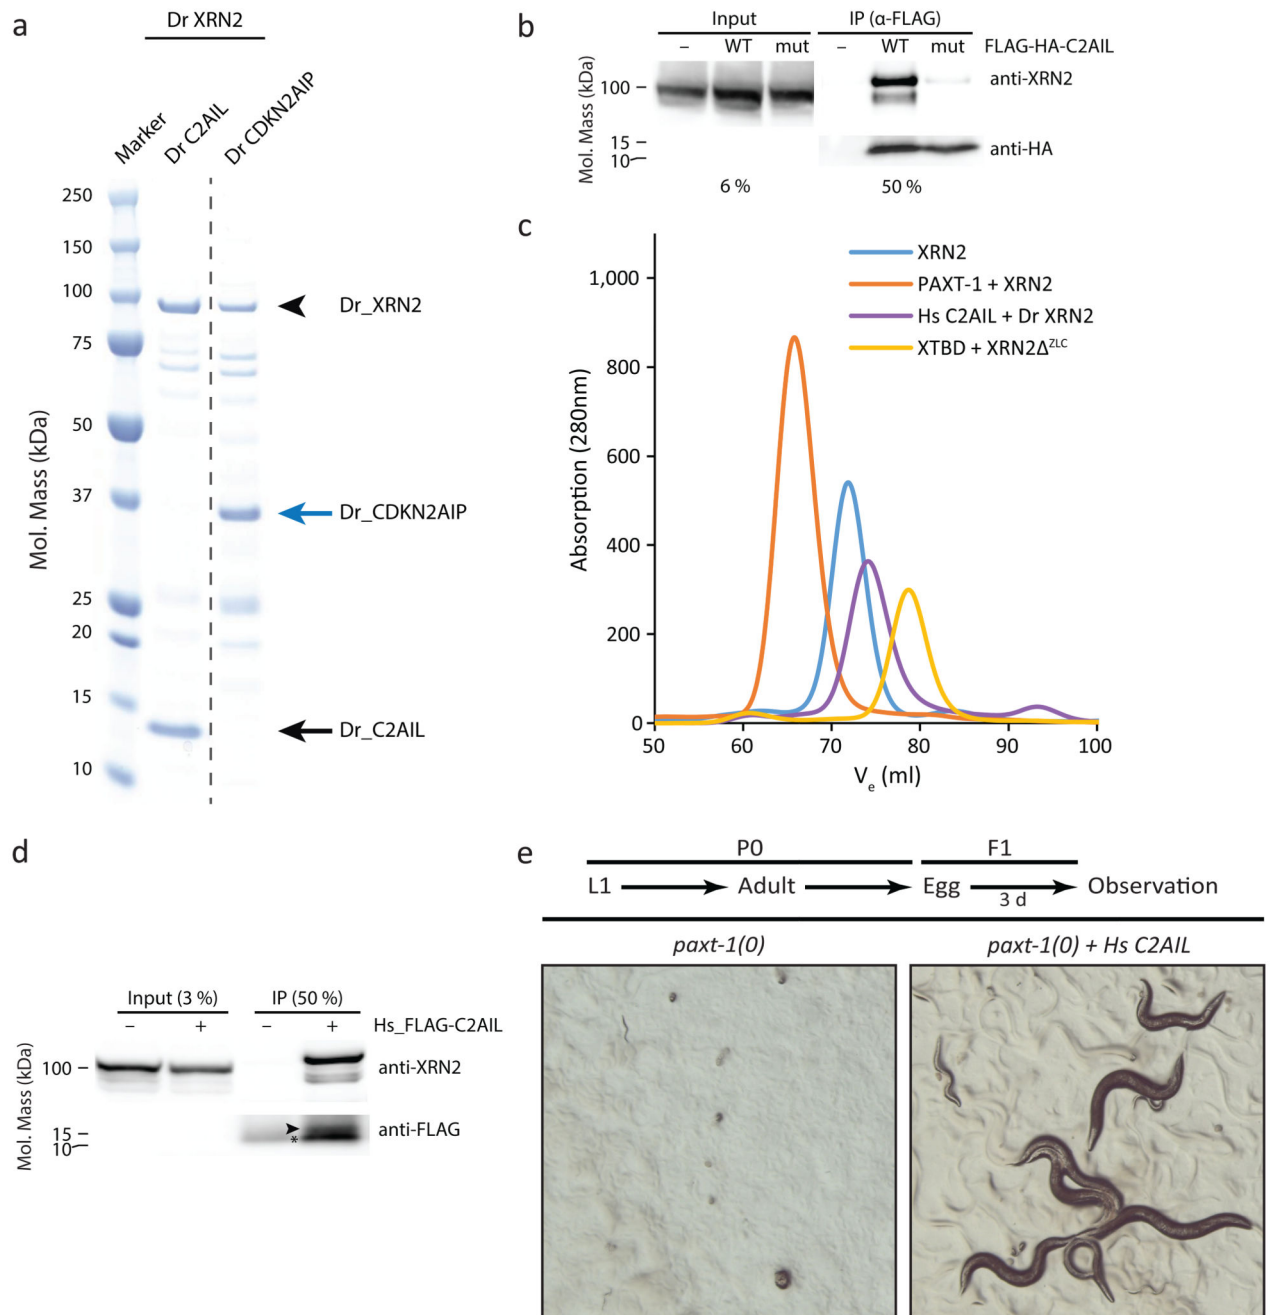 a
Dr XRN2
Marker
Dr C2AIL
Dr CDKN2AIP
Mol. Mass (kDa)
250
150
100
75
50
37
25
20
15
10
Dr_XRN2
Dr_CDKN2AIP
Dr_C2AIL
b
Input
IP (α-FLAG)
– WT mut – WT mut FLAG-HA-C2AIL
Mol. Mass (kDa)
100 –
anti-XRN2
15 –
10 –
anti-HA
6 %
50 %
c
Absorption (280nm)
1,000
800
600
400
200
0
50 60 70 80 90 100
Vₑ (ml)
XRN2
PAXT-1 + XRN2
Hs C2AIL + Dr XRN2
XTBD + XRN2Δ^ZLC
d
Input (3 %)
IP (50 %)
– + – + Hs_FLAG-C2AIL
Mol. Mass (kDa)
100 –
anti-XRN2
15 –
10 –
*
anti-FLAG
e
P0
F1
L1 Adult Egg 3 d Observation
paxt-1(0)
paxt-1(0) + Hs C2AIL